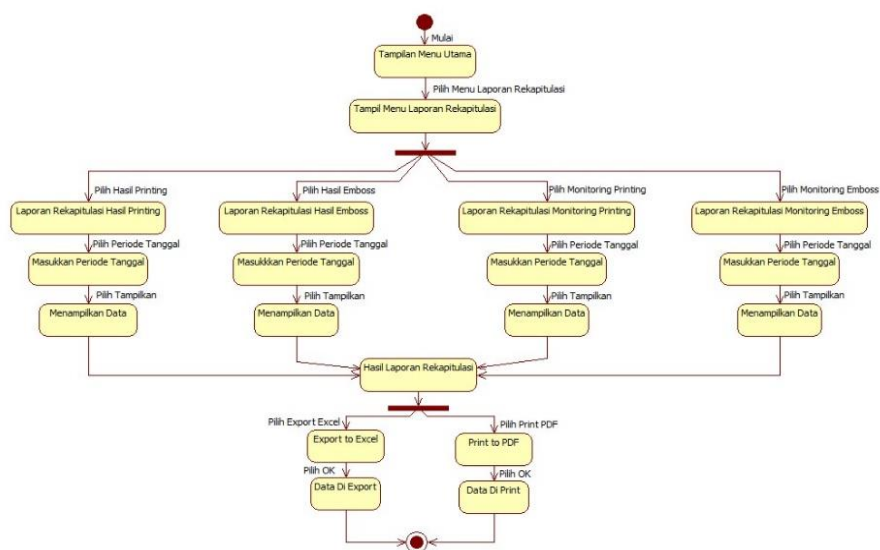 Mulai
Tampilan Menu Utama
Pilih Menu Laporan Rekapitulasi
Tampil Menu Laporan Rekapitulasi
Pilih Hasil Printing
Pilih Hasil Emboss
Pilih Monitoring Printing
Pilih Monitoring Emboss
Laporan Rekapitulasi Hasil Printing
Laporan Rekapitulasi Hasil Emboss
Laporan Rekapitulasi Monitoring Printing
Laporan Rekapitulasi Monitoring Emboss
Pilih Periode Tanggal
Pilih Periode Tanggal
Pilih Periode Tanggal
Pilih Periode Tanggal
Masukkan Periode Tanggal
Masukkkan Periode Tanggal
Masukkan Periode Tanggal
Masukkan Periode Tanggal
Pilih Tampilkan
Pilih Tampilkan
Pilih Tampilkan
Pilih Tampilkan
Menampilkan Data
Menampilkan Data
Menampilkan Data
Menampilkan Data
Hasil Laporan Rekapitulasi
Pilih Export Excel
Pilih Print PDF
Export to Excel
Print to PDF
Pilih OK
Pilih OK
Data Di Export
Data Di Print